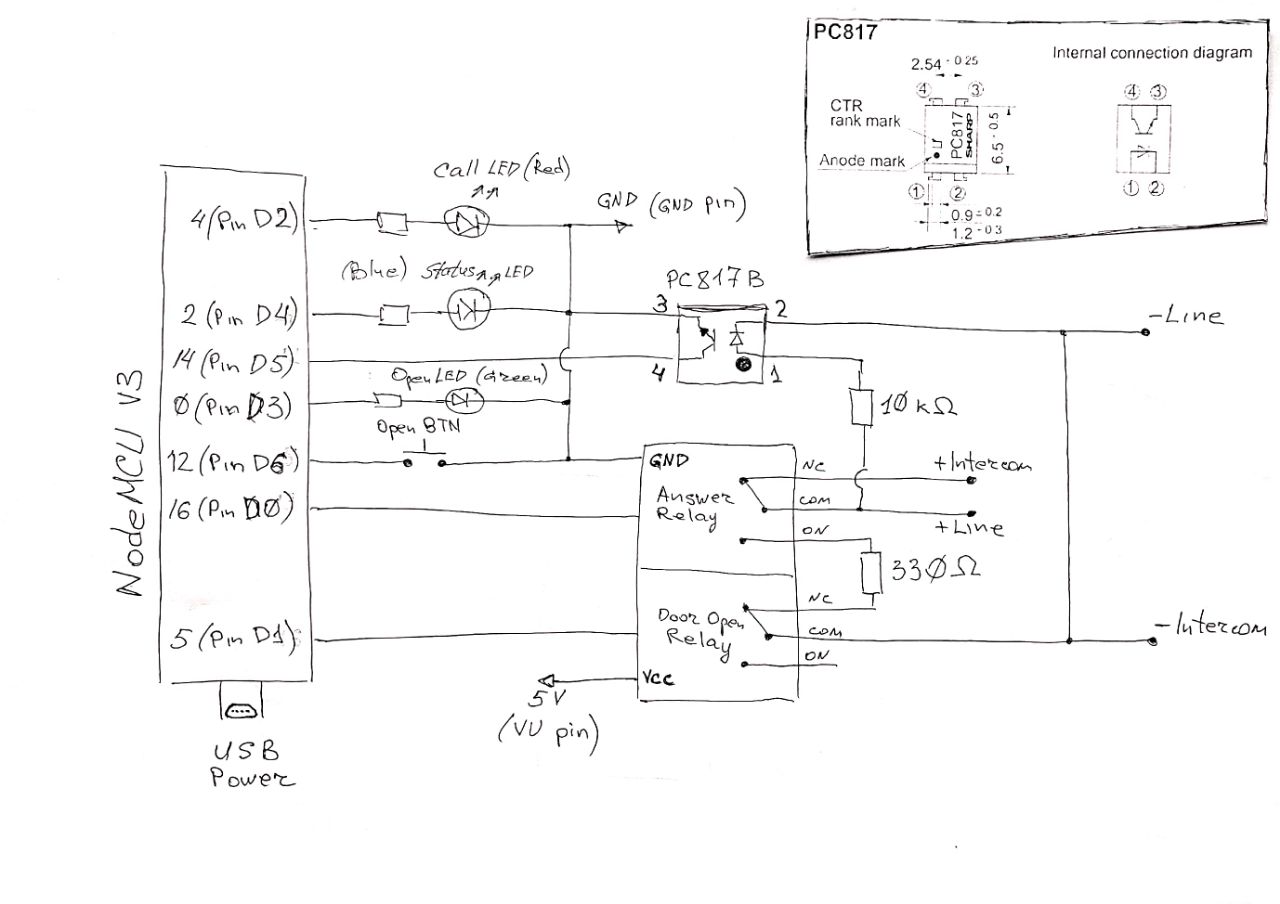 PC817
Internal connection diagram
2.54 - 0.25
④ ③
④ ③
CTR
rank mark
PC817
SHARP
6.5 - 0.5
Anode mark
① ②
① ②
0.9 ± 0.2
1.2 - 0.3
Call LED (Red)
4 (Pin D2)
GND (GND pin)
(Blue) Status LED
PC817B
3
2
2 (Pin D4)
-Line
14 (Pin D5)
4
1
Open LED (Green)
0 (Pin D3)
10 kΩ
Open BTN
12 (Pin D6)
GND
NC
+Intercom
16 (Pin D0)
Answer
Relay
COM
+Line
ON
330Ω
NC
5 (Pin D1)
Door Open
Relay
COM
-Intercom
ON
VCC
5V
(VU pin)
NodeMCU V3
USB
Power